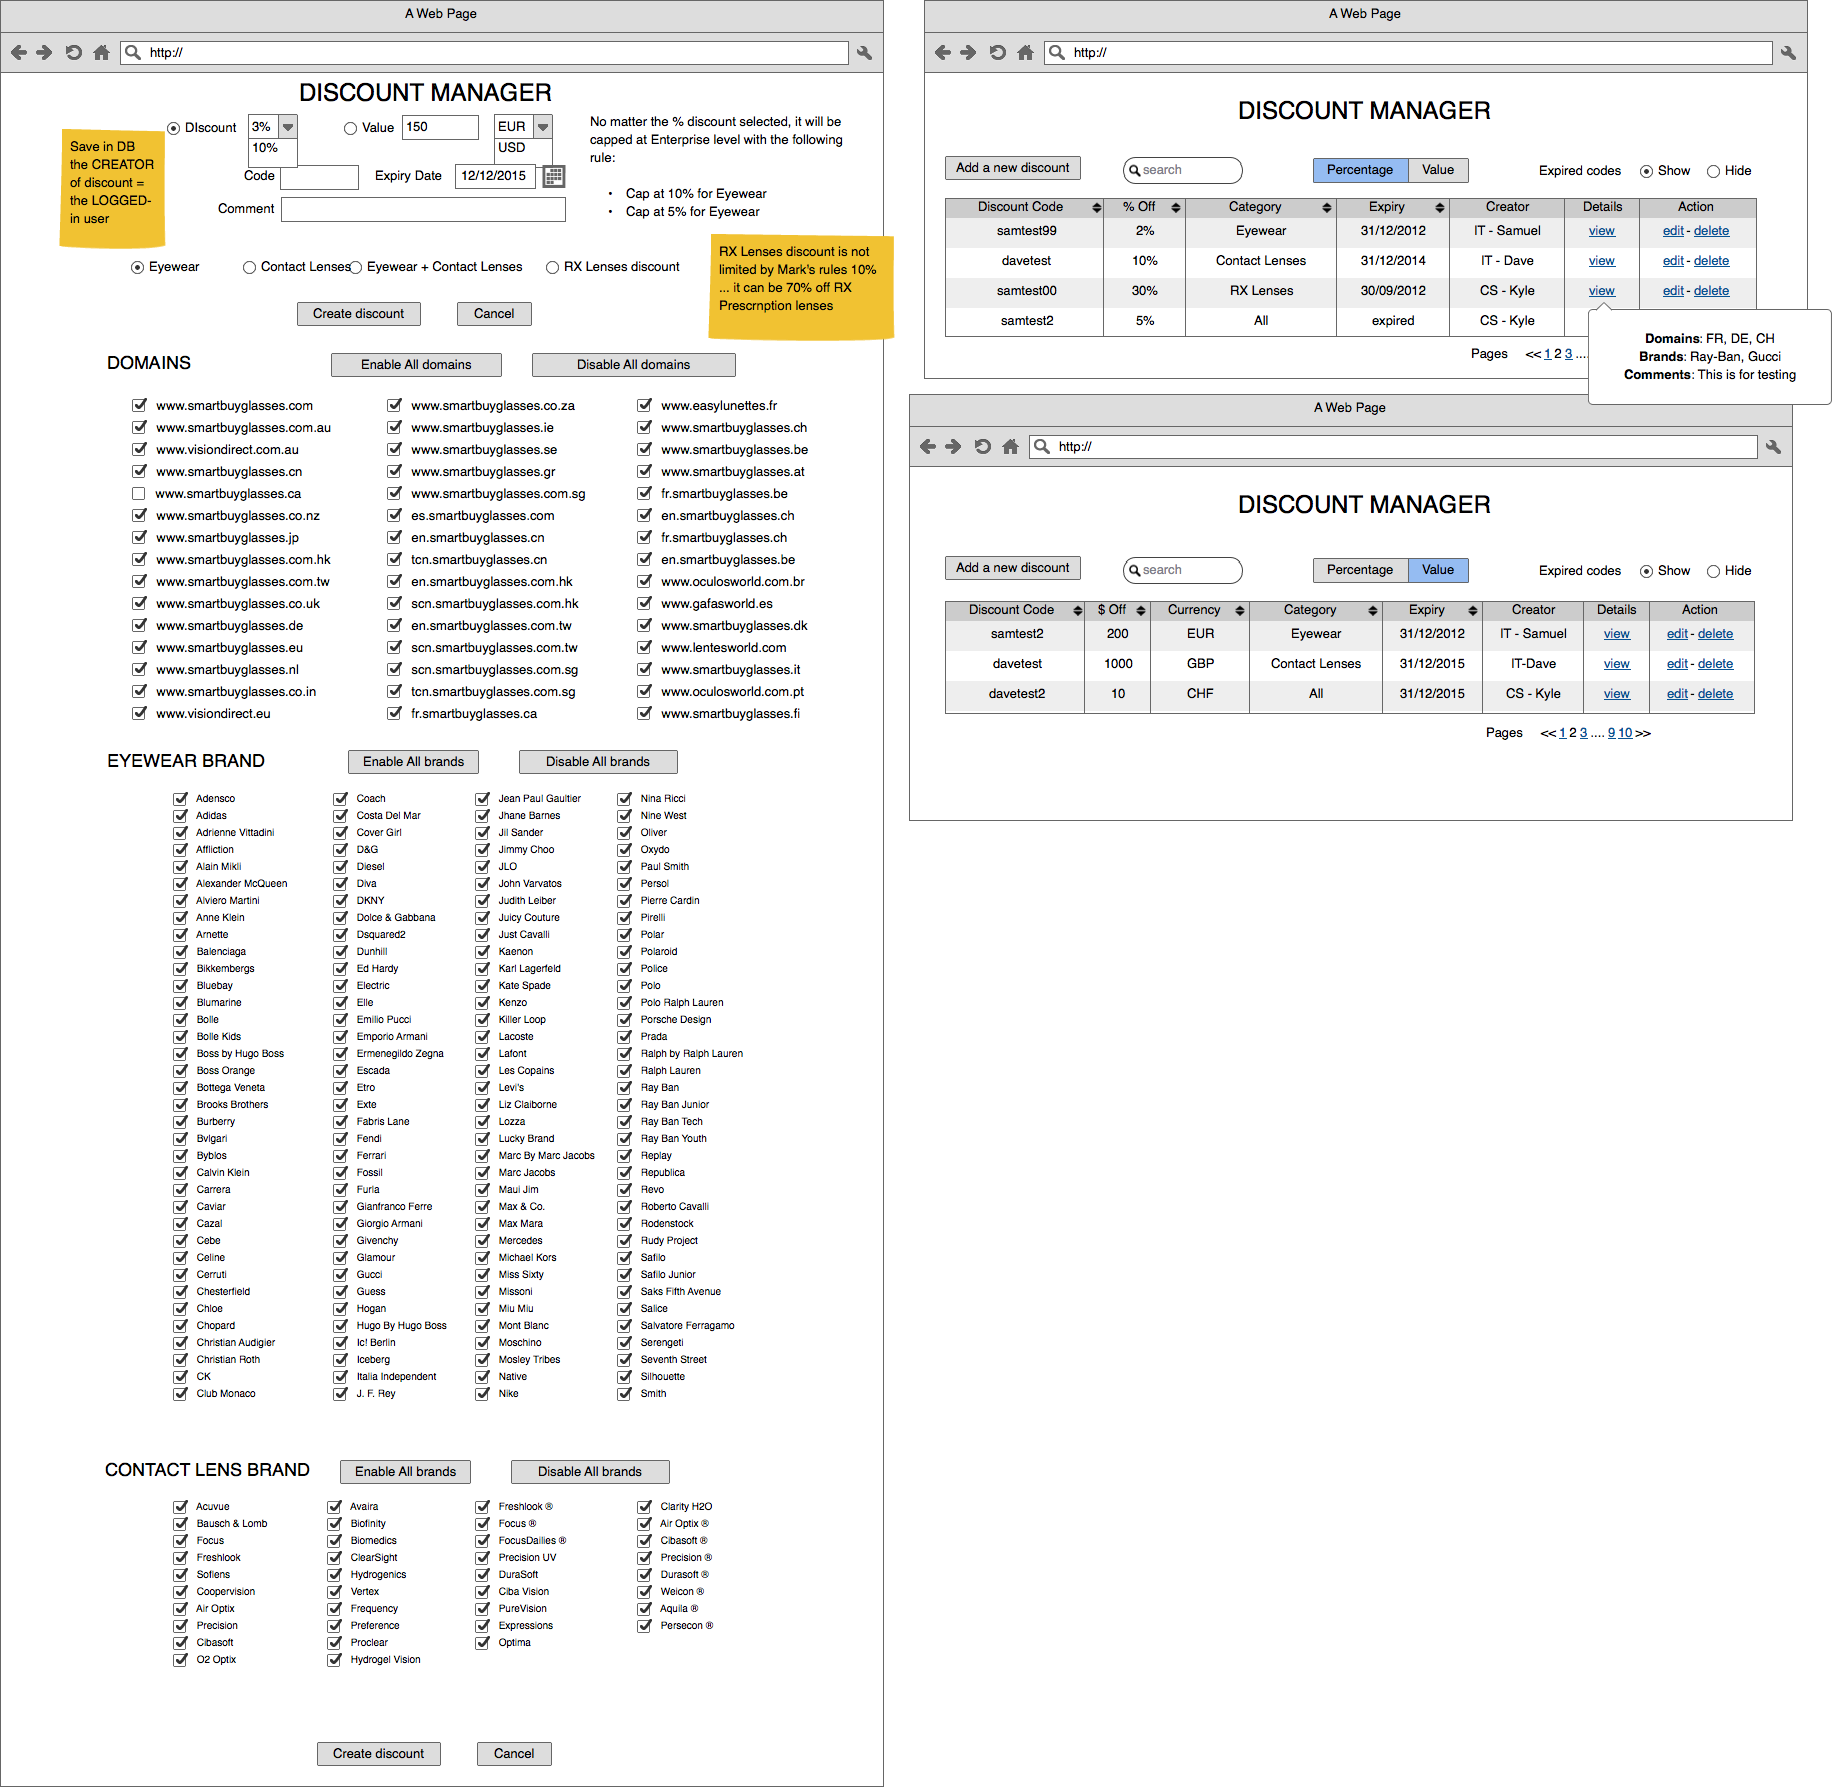 A Web Page
http://
DISCOUNT MANAGER
DIscount 3% Value 150 EUR
10% USD
Code Expiry Date 12/12/2015
Comment
No matter the % discount selected, it will be
capped at Enterprise level with the following
rule:
• Cap at 10% for Eyewear
• Cap at 5% for Eyewear
Save in DB
the CREATOR
of discount =
the LOGGED-
in user
Eyewear Contact Lenses Eyewear + Contact Lenses RX Lenses discount
RX Lenses discount is not
limited by Mark's rules 10%
... it can be 70% off RX
Prescrnption lenses
Create discount Cancel
DOMAINS Enable All domains Disable All domains
www.smartbuyglasses.com www.smartbuyglasses.co.za www.easylunettes.fr
www.smartbuyglasses.com.au www.smartbuyglasses.ie www.smartbuyglasses.ch
www.visiondirect.com.au www.smartbuyglasses.se www.smartbuyglasses.be
www.smartbuyglasses.cn www.smartbuyglasses.gr www.smartbuyglasses.at
www.smartbuyglasses.ca www.smartbuyglasses.com.sg fr.smartbuyglasses.be
www.smartbuyglasses.co.nz es.smartbuyglasses.com en.smartbuyglasses.ch
www.smartbuyglasses.jp en.smartbuyglasses.cn fr.smartbuyglasses.ch
www.smartbuyglasses.com.hk tcn.smartbuyglasses.cn en.smartbuyglasses.be
www.smartbuyglasses.com.tw en.smartbuyglasses.com.hk www.oculosworld.com.br
www.smartbuyglasses.co.uk scn.smartbuyglasses.com.hk www.gafasworld.es
www.smartbuyglasses.de en.smartbuyglasses.com.tw www.smartbuyglasses.dk
www.smartbuyglasses.eu scn.smartbuyglasses.com.tw www.lentesworld.com
www.smartbuyglasses.nl scn.smartbuyglasses.com.sg www.smartbuyglasses.it
www.smartbuyglasses.co.in tcn.smartbuyglasses.com.sg www.oculosworld.com.pt
www.visiondirect.eu fr.smartbuyglasses.ca www.smartbuyglasses.fi
EYEWEAR BRAND Enable All brands Disable All brands
Adensco Coach Jean Paul Gaultier Nina Ricci
Adidas Costa Del Mar Jhane Barnes Nine West
Adrienne Vittadini Cover Girl Jil Sander Oliver
Affliction D&G Jimmy Choo Oxydo
Alain Mikli Diesel JLO Paul Smith
Alexander McQueen Diva John Varvatos Persol
Alviero Martini DKNY Judith Leiber Pierre Cardin
Anne Klein Dolce & Gabbana Juicy Couture Pirelli
Arnette Dsquared2 Just Cavalli Polar
Balenciaga Dunhill Kaenon Polaroid
Bikkembergs Ed Hardy Karl Lagerfeld Police
Bluebay Electric Kate Spade Polo
Blumarine Elle Kenzo Polo Ralph Lauren
Bolle Emilio Pucci Killer Loop Porsche Design
Bolle Kids Emporio Armani Lacoste Prada
Boss by Hugo Boss Ermenegildo Zegna Lafont Ralph by Ralph Lauren
Boss Orange Escada Les Copains Ralph Lauren
Bottega Veneta Etro Levi's Ray Ban
Brooks Brothers Exte Liz Claiborne Ray Ban Junior
Burberry Fabris Lane Lozza Ray Ban Tech
Bvlgari Fendi Lucky Brand Ray Ban Youth
Byblos Ferrari Marc By Marc Jacobs Replay
Calvin Klein Fossil Marc Jacobs Republica
Carrera Furla Maui Jim Revo
Caviar Gianfranco Ferre Max & Co. Roberto Cavalli
Cazal Giorgio Armani Max Mara Rodenstock
Cebe Givenchy Mercedes Rudy Project
Celine Glamour Michael Kors Safilo
Cerruti Gucci Miss Sixty Safilo Junior
Chesterfield Guess Missoni Saks Fifth Avenue
Chloe Hogan Miu Miu Salice
Chopard Hugo By Hugo Boss Mont Blanc Salvatore Ferragamo
Christian Audigier Ic! Berlin Moschino Serengeti
Christian Roth Iceberg Mosley Tribes Seventh Street
CK Italia Independent Native Silhouette
Club Monaco J. F. Rey Nike Smith
CONTACT LENS BRAND Enable All brands Disable All brands
Acuvue Avaira Freshlook ® Clarity H2O
Bausch & Lomb Biofinity Focus ® Air Optix ®
Focus Biomedics FocusDailies ® Cibasoft ®
Freshlook ClearSight Precision UV Precision ®
Soflens Hydrogenics DuraSoft Durasoft ®
Coopervision Vertex Ciba Vision Weicon ®
Air Optix Frequency PureVision Aquila ®
Precision Preference Expressions Persecon ®
Cibasoft Proclear Optima
O2 Optix Hydrogel Vision
Create discount Cancel
A Web Page
http://
DISCOUNT MANAGER
Add a new discount search Percentage Value Expired codes Show Hide
Discount Code % Off Category Expiry Creator Details Action
samtest99 2% Eyewear 31/12/2012 IT - Samuel view edit - delete
davetest 10% Contact Lenses 31/12/2014 IT - Dave view edit - delete
samtest00 30% RX Lenses 30/09/2012 CS - Kyle view edit - delete
samtest2 5% All expired CS - Kyle
Pages << 1 2 3 ....
Domains: FR, DE, CH
Brands: Ray-Ban, Gucci
Comments: This is for testing
A Web Page
http://
DISCOUNT MANAGER
Add a new discount search Percentage Value Expired codes Show Hide
Discount Code $ Off Currency Category Expiry Creator Details Action
samtest2 200 EUR Eyewear 31/12/2012 IT - Samuel view edit - delete
davetest 1000 GBP Contact Lenses 31/12/2015 IT-Dave view edit - delete
davetest2 10 CHF All 31/12/2015 CS - Kyle view edit - delete
Pages << 1 2 3 .... 9 10 >>